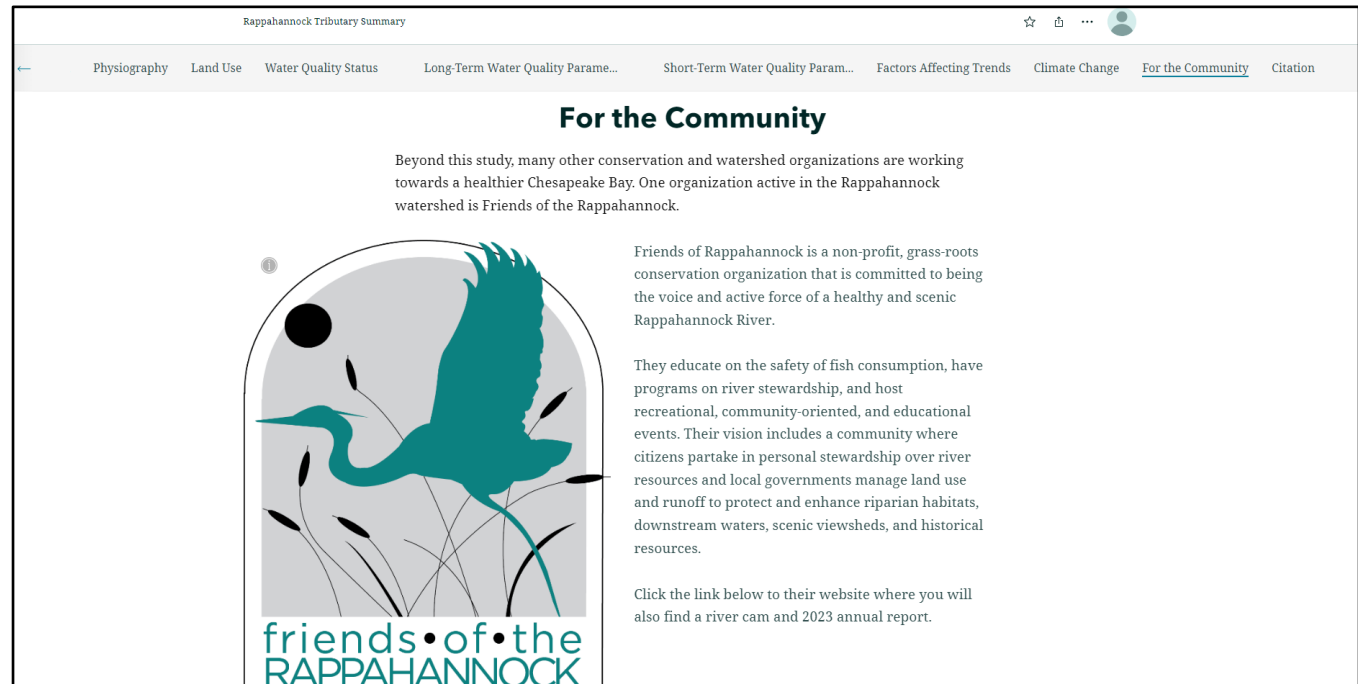 Rappahannock Tributary Summary
Physiography Land Use Water Quality Status Long-Term Water Quality Parame... Short-Term Water Quality Param... Factors Affecting Trends Climate Change For the Community Citation
For the Community
Beyond this study, many other conservation and watershed organizations are working
towards a healthier Chesapeake Bay. One organization active in the Rappahannock
watershed is Friends of the Rappahannock.
Friends of Rappahannock is a non-profit, grass-roots
conservation organization that is committed to being
the voice and active force of a healthy and scenic
Rappahannock River.
They educate on the safety of fish consumption, have
programs on river stewardship, and host
recreational, community-oriented, and educational
events. Their vision includes a community where
citizens partake in personal stewardship over river
resources and local governments manage land use
and runoff to protect and enhance riparian habitats,
downstream waters, scenic viewsheds, and historical
resources.
Click the link below to their website where you will
also find a river cam and 2023 annual report.
friends•of•the
RAPPAHANNOCK